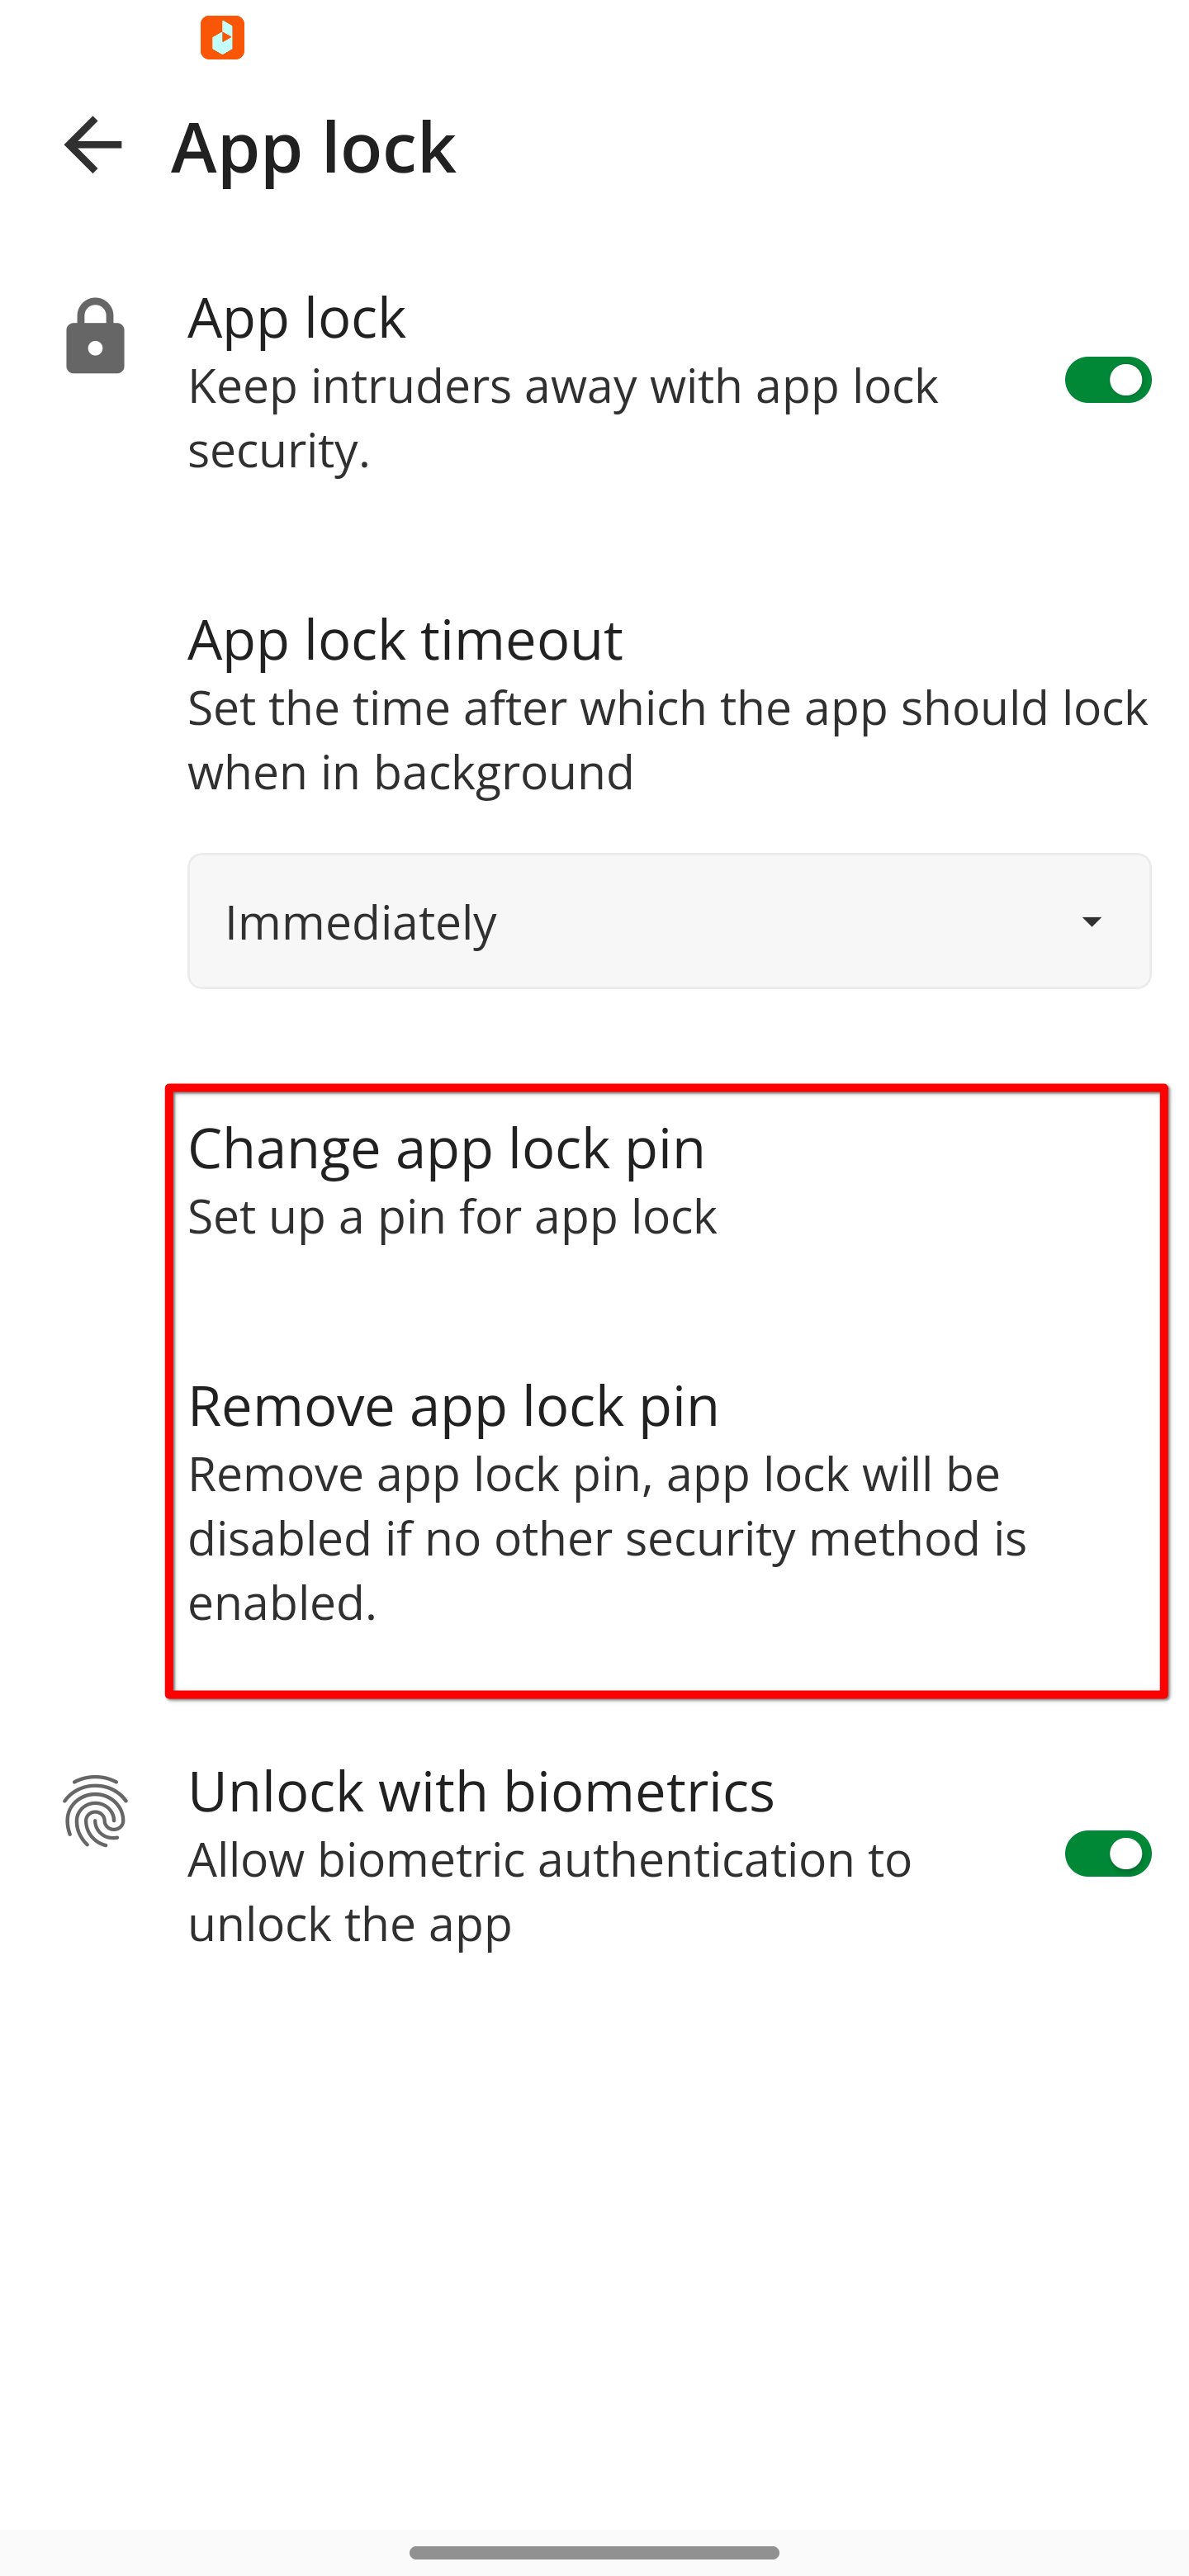 App lock
App lock
Keep intruders away with app lock
security.
App lock timeout
Set the time after which the app should lock
when in background
Immediately
Change app lock pin
Set up a pin for app lock
Remove app lock pin
Remove app lock pin, app lock will be
disabled if no other security method is
enabled.
Unlock with biometrics
Allow biometric authentication to
unlock the app